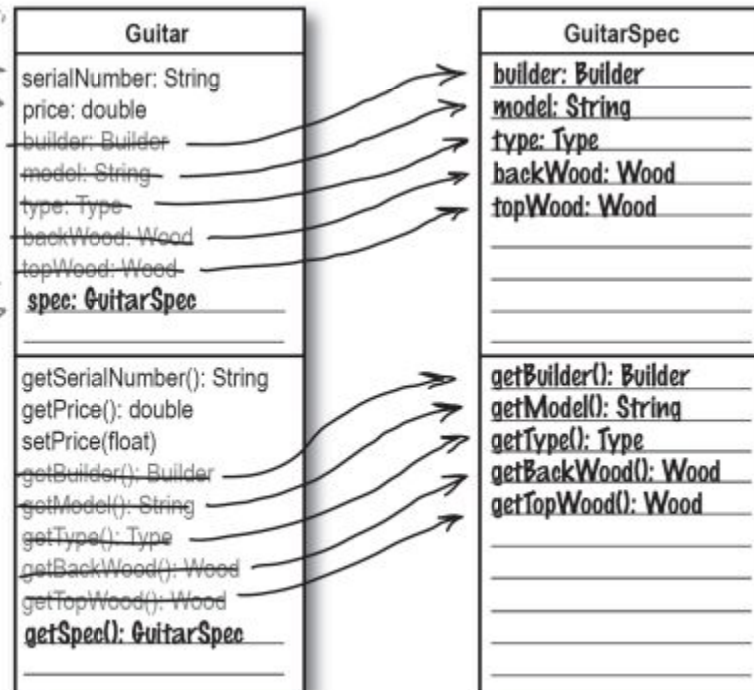 Guitar
serialNumber: String
price: double
builder: Builder
model: String
type: Type
backWood: Wood
topWood: Wood
spec: GuitarSpec
getSerialNumber(): String
getPrice(): double
setPrice(float)
getBuilder(): Builder
getModel(): String
getType(): Type
getBackWood(): Wood
getTopWood(): Wood
getSpec(): GuitarSpec
GuitarSpec
builder: Builder
model: String
type: Type
backWood: Wood
topWood: Wood
getBuilder(): Builder
getModel(): String
getType(): Type
getBackWood(): Wood
getTopWood(): Wood